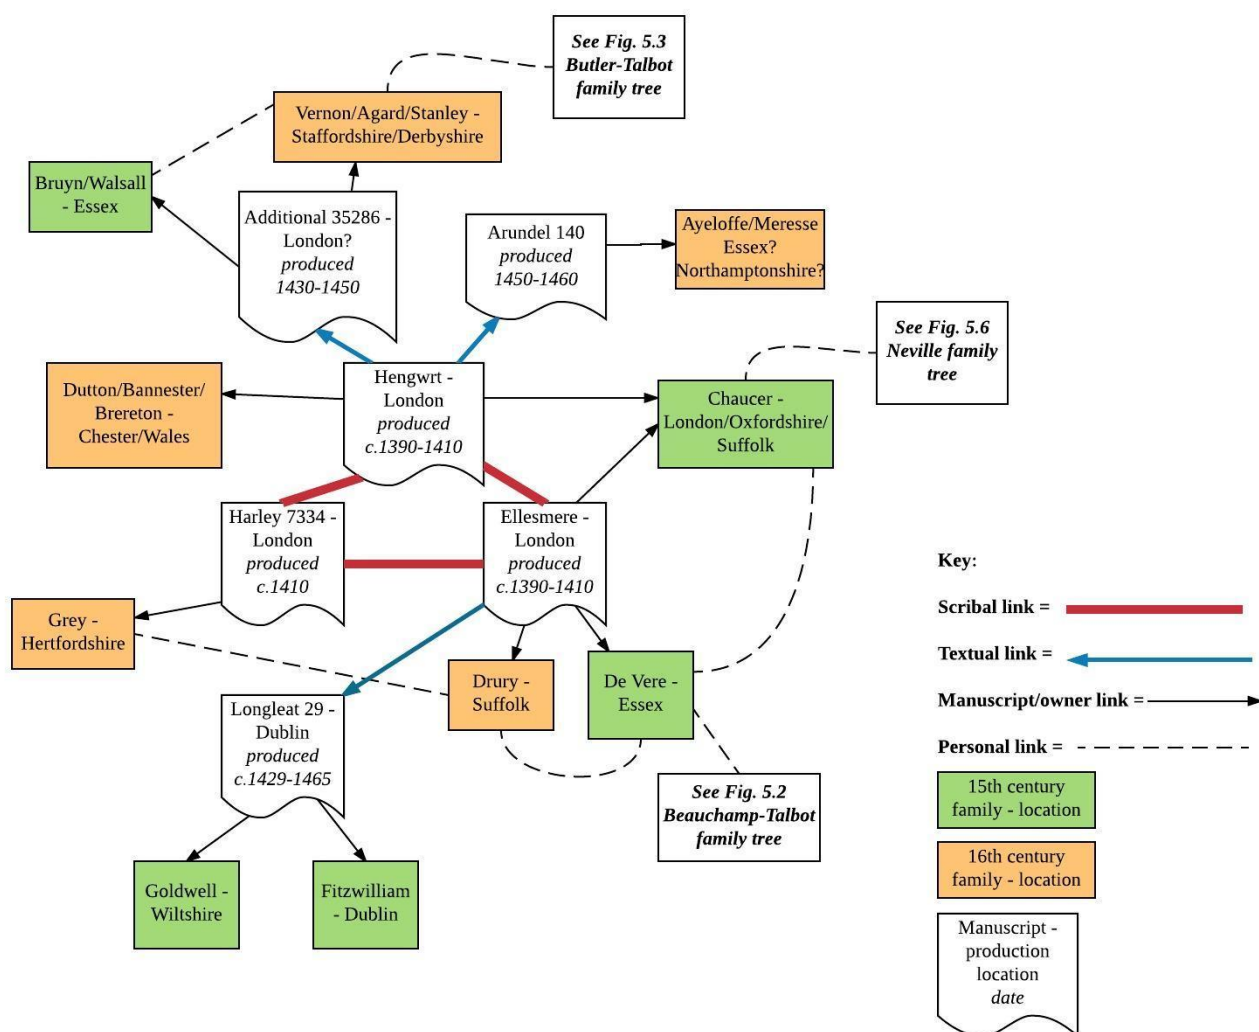 See Fig. 5.3
Butler-Talbot
family tree
Vernon/Agard/Stanley -
Staffordshire/Derbyshire
Bruyn/Walsall
- Essex
Additional 35286 -
London?
produced
1430-1450
Arundel 140
produced
1450-1460
Ayeloffe/Meresse
Essex?
Northamptonshire?
See Fig. 5.6
Neville family
tree
Dutton/Bannester/
Brereton -
Chester/Wales
Hengwrt -
London
produced
c.1390-1410
Chaucer -
London/Oxfordshire/
Suffolk
Harley 7334 -
London
produced
c.1410
Ellesmere -
London
produced
c.1390-1410
Grey -
Hertfordshire
Drury -
Suffolk
De Vere -
Essex
Longleat 29 -
Dublin
produced
c.1429-1465
See Fig. 5.2
Beauchamp-Talbot
family tree
Goldwell -
Wiltshire
Fitzwilliam
- Dublin
Key:
Scribal link =
Textual link =
Manuscript/owner link =
Personal link =
15th century
family - location
16th century
family - location
Manuscript -
production
location
date